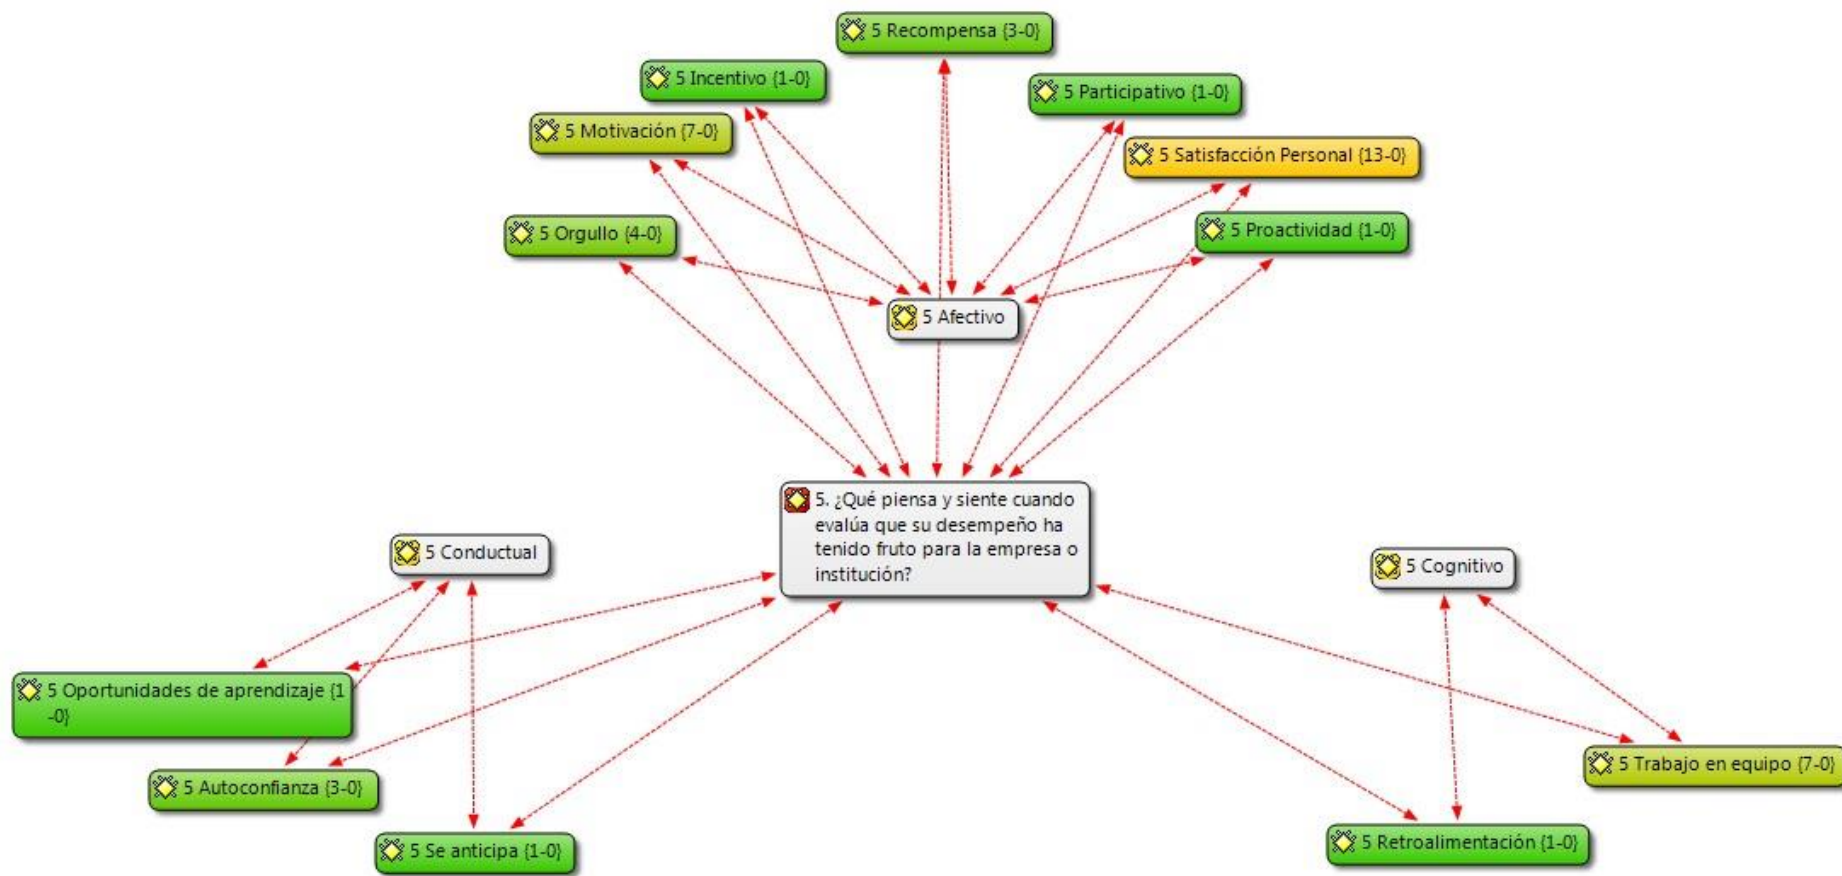 5 Recompensa {3-0}
5 Incentivo {1-0}
5 Participativo {1-0}
5 Motivación {7-0}
5 Satisfacción Personal {13-0}
5 Orgullo {4-0}
5 Proactividad {1-0}
5 Afectivo
5. ¿Qué piensa y siente cuando
evalúa que su desempeño ha
tenido fruto para la empresa o
institución?
5 Conductual
5 Cognitivo
5 Oportunidades de aprendizaje {1
-0}
5 Autoconfianza {3-0}
5 Se anticipa {1-0}
5 Trabajo en equipo {7-0}
5 Retroalimentación {1-0}